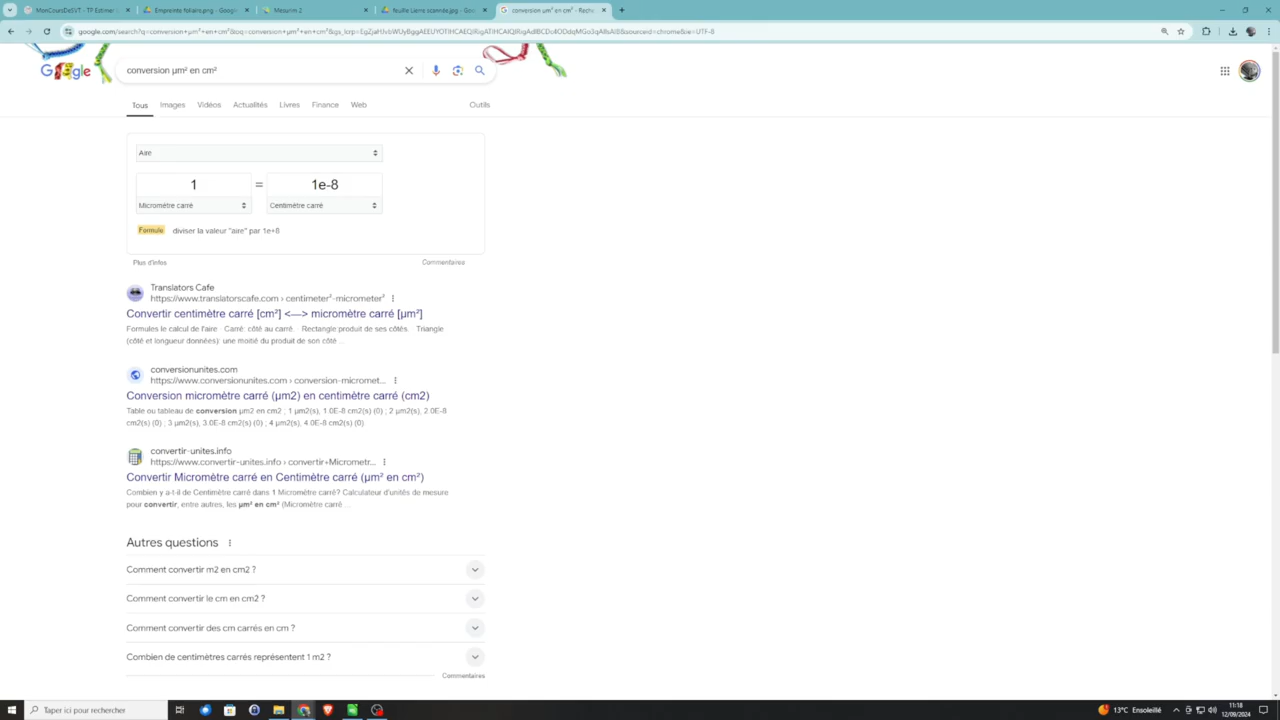 MonCoursDeSVT - TP Estimer
Empreinte foliaire.png - Google
Mesurim 2
feuille Lierre scannée.jpg - Goo
conversion µm² en cm² - Rech
Google
conversion µm² en cm²
Tous
Images
Vidéos
Actualités
Livres
Finance
Web
Outils
Aire
1
=
1e-8
Micromètre carré
Centimètre carré
Formule
diviser la valeur "aire" par 1e+8
Plus d'infos
Commentaires
Translators Cafe
https://www.translatorscafe.com › centimeter²-micrometer²
Convertir centimètre carré [cm²] <—> micromètre carré [µm²]
Formules le calcul de l'aire · Carré: côté au carré. · Rectangle produit de ses côtés. · Triangle
(côté et longueur données): une moitié du produit de son côté ...
conversionunites.com
https://www.conversionunites.com › conversion-micromet...
Conversion micromètre carré (µm2) en centimètre carré (cm2)
Table ou tableau de conversion µm2 en cm2 ; 1 µm2(s), 1.0E-8 cm2(s) (0) ; 2 µm2(s), 2.0E-8
cm2(s) (0) ; 3 µm2(s), 3.0E-8 cm2(s) (0) ; 4 µm2(s), 4.0E-8 cm2(s) (0)
convertir-unites.info
https://www.convertir-unites.info › convertir+Micrometr...
Convertir Micromètre carré en Centimètre carré (µm² en cm²)
Combien y a-t-il de Centimètre carré dans 1 Micromètre carré? Calculateur d'unités de mesure
pour convertir, entre autres, les µm² en cm² (Micromètre carré ...
Autres questions
Comment convertir m2 en cm2 ?
Comment convertir le cm en cm2 ?
Comment convertir des cm carrés en cm ?
Combien de centimètres carrés représentent 1 m2 ?
Commentaires
Taper ici pour rechercher
13°C Ensoleillé
11:18
12/09/2024